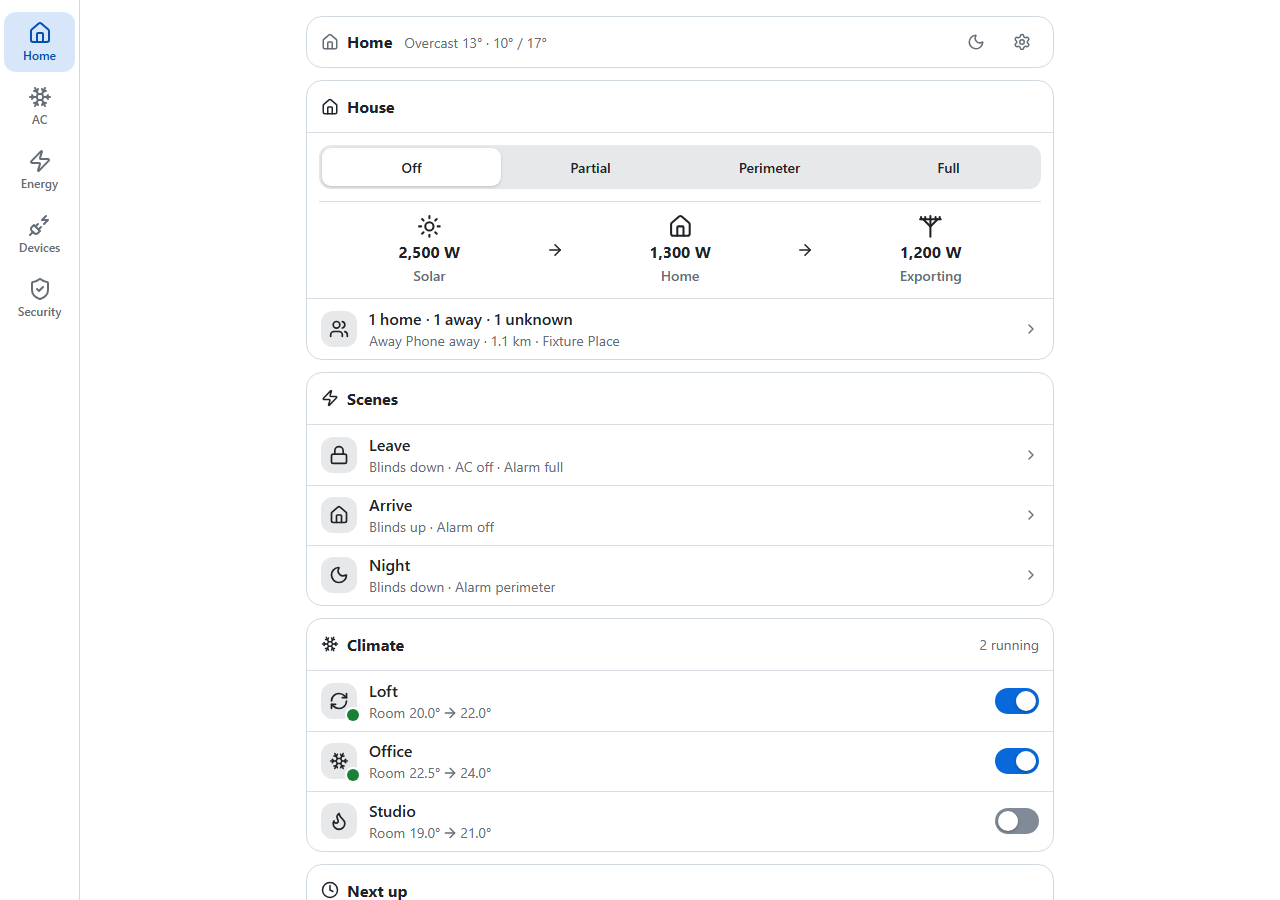 Home
AC
Energy
Devices
Security
Home Overcast 13° · 10° / 17°
House
Off Partial Perimeter Full
2,500 W → 1,300 W → 1,200 W
Solar Home Exporting
1 home · 1 away · 1 unknown
Away Phone away · 1.1 km · Fixture Place
Scenes
Leave
Blinds down · AC off · Alarm full
Arrive
Blinds up · Alarm off
Night
Blinds down · Alarm perimeter
Climate 2 running
Loft
Room 20.0° → 22.0°
Office
Room 22.5° → 24.0°
Studio
Room 19.0° → 21.0°
Next up